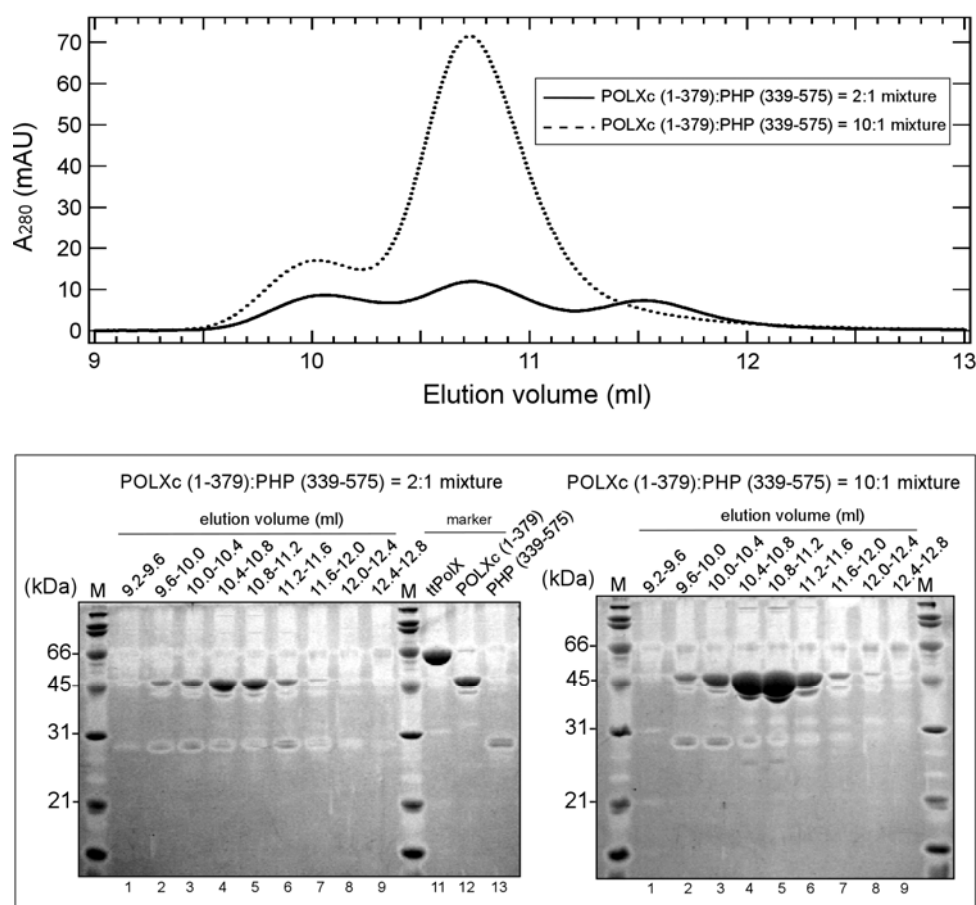 70
60
50
40
30
20
10
0
A280 (mAU)
POLXc (1-379):PHP (339-575) = 2:1 mixture
POLXc (1-379):PHP (339-575) = 10:1 mixture
9 10 11 12 13
Elution volume (ml)
POLXc (1-379):PHP (339-575) = 2:1 mixture
elution volume (ml)
marker
(kDa) M 9.2-9.6 9.6-10.0 10.0-10.4 10.4-10.8 10.8-11.2 11.2-11.6 11.6-12.0 12.0-12.4 12.4-12.8 M ttPolX POLXc (1-379) PHP (339-575)
66
45
31
21
1 2 3 4 5 6 7 8 9 11 12 13
POLXc (1-379):PHP (339-575) = 10:1 mixture
elution volume (ml)
(kDa) M 9.2-9.6 9.6-10.0 10.0-10.4 10.4-10.8 10.8-11.2 11.2-11.6 11.6-12.0 12.0-12.4 12.4-12.8 M
66
45
31
21
1 2 3 4 5 6 7 8 9